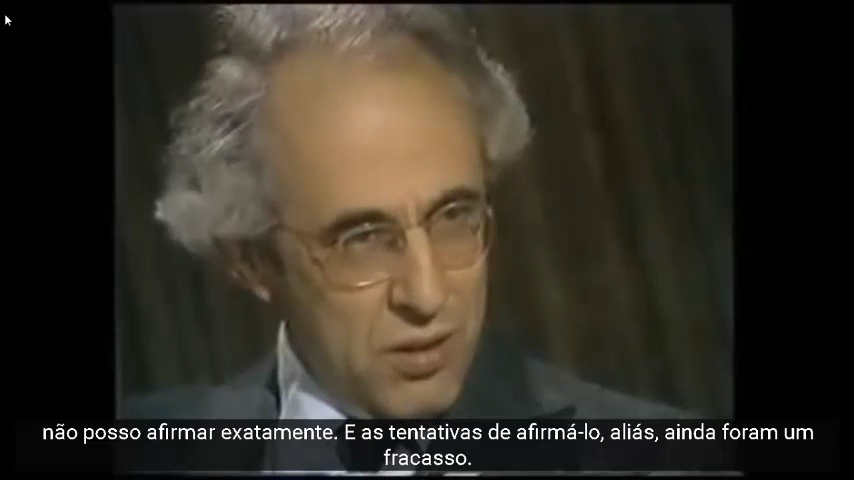 não posso afirmar exatamente. E as tentativas de afirmá-lo, aliás, ainda foram um
fracasso.